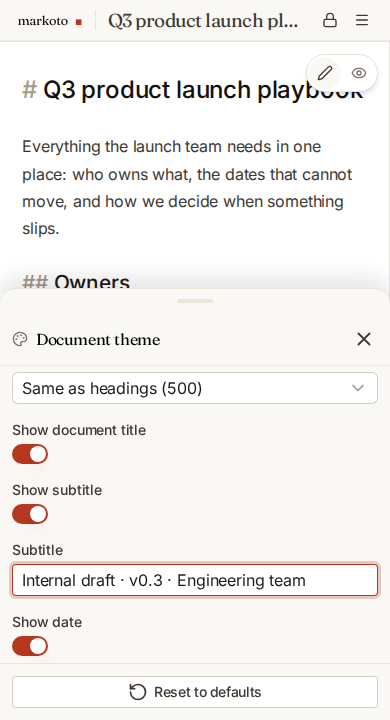 markoto
Q3 product launch pl...
# Q3 product launch playbook
Everything the launch team needs in one
place: who owns what, the dates that cannot
move, and how we decide when something
slips.
## Owners
Document theme
Same as headings (500)
Show document title
Show subtitle
Subtitle
Internal draft · v0.3 · Engineering team
Show date
Reset to defaults